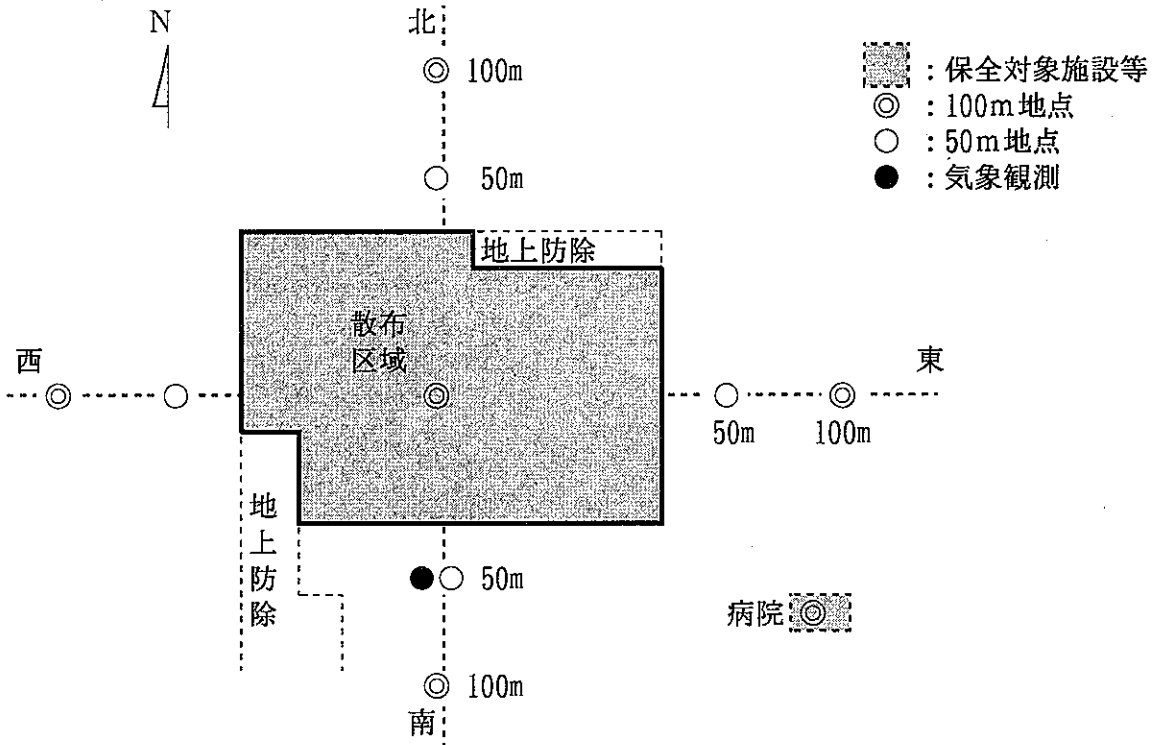 N
北
100m
50m
: 保全対象施設等
: 100m地点
: 50m地点
: 気象観測
地上防除
散布
区域
西
東
50m
100m
地上防除
50m
病院
100m
南